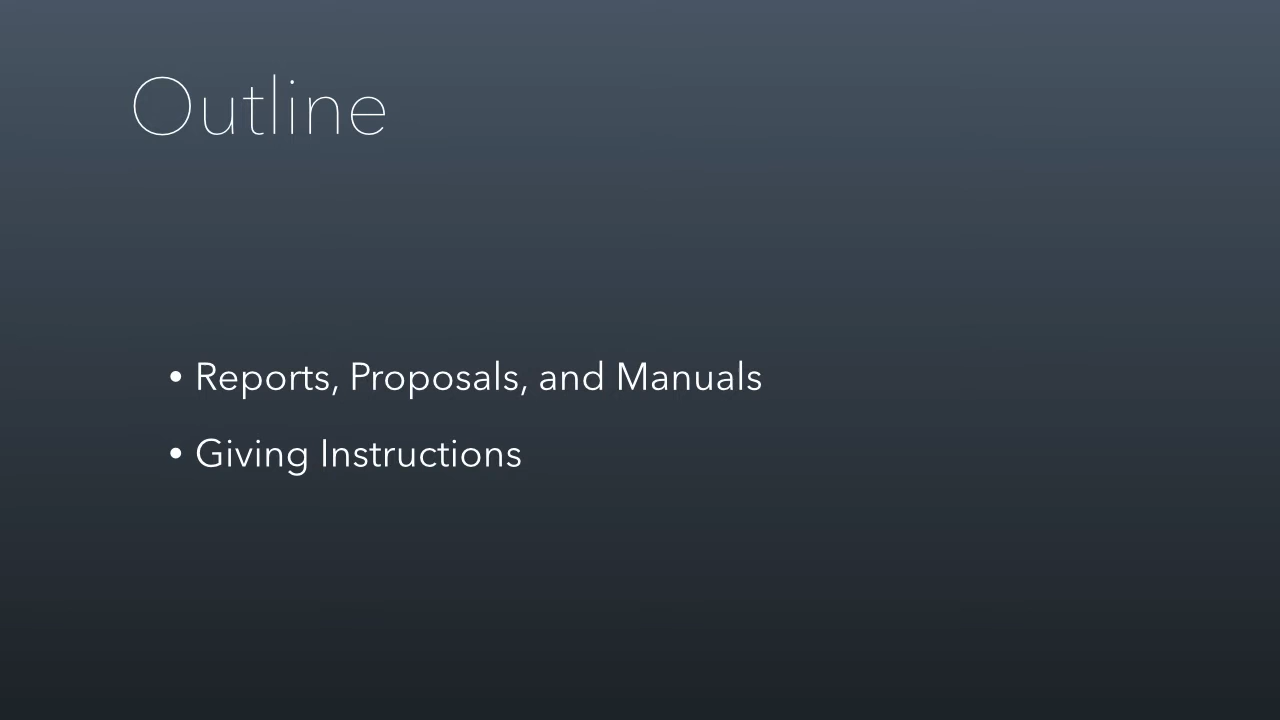 Outline
• Reports, Proposals, and Manuals
• Giving Instructions